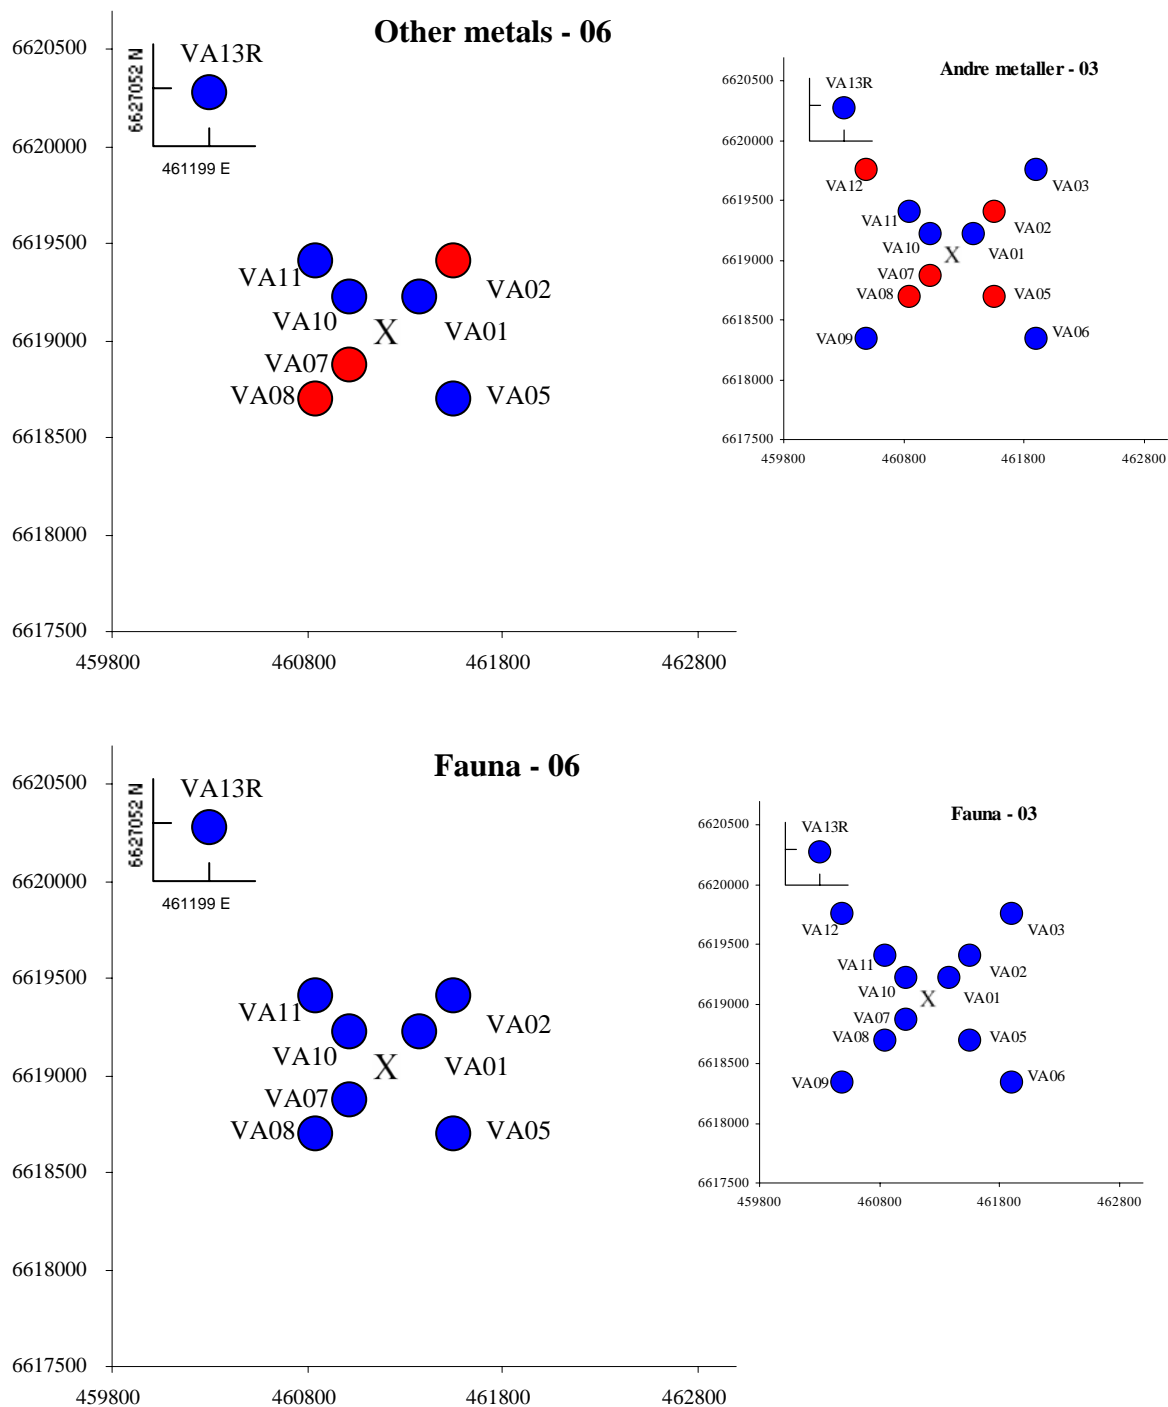 Other metals - 06
6620500
VA13R
6627052 N
6620000
461199 E
6619500
VA11
VA02
VA10
VA01
X
6619000
VA07
VA08
VA05
6618500
6618000
6617500
459800
460800
461800
462800
Andre metaller - 03
6620500
VA13R
6620000
VA12
VA03
6619500
VA11
VA02
VA10
VA01
X
6619000
VA07
VA08
VA05
6618500
VA09
VA06
6618000
6617500
459800
460800
461800
462800
Fauna - 06
6620500
VA13R
6627052 N
6620000
461199 E
6619500
VA11
VA02
VA10
VA01
X
6619000
VA07
VA08
VA05
6618500
6618000
6617500
459800
460800
461800
462800
Fauna - 03
6620500
VA13R
6620000
VA12
VA03
6619500
VA11
VA02
VA10
VA01
X
6619000
VA07
VA08
VA05
6618500
VA09
VA06
6618000
6617500
459800
460800
461800
462800